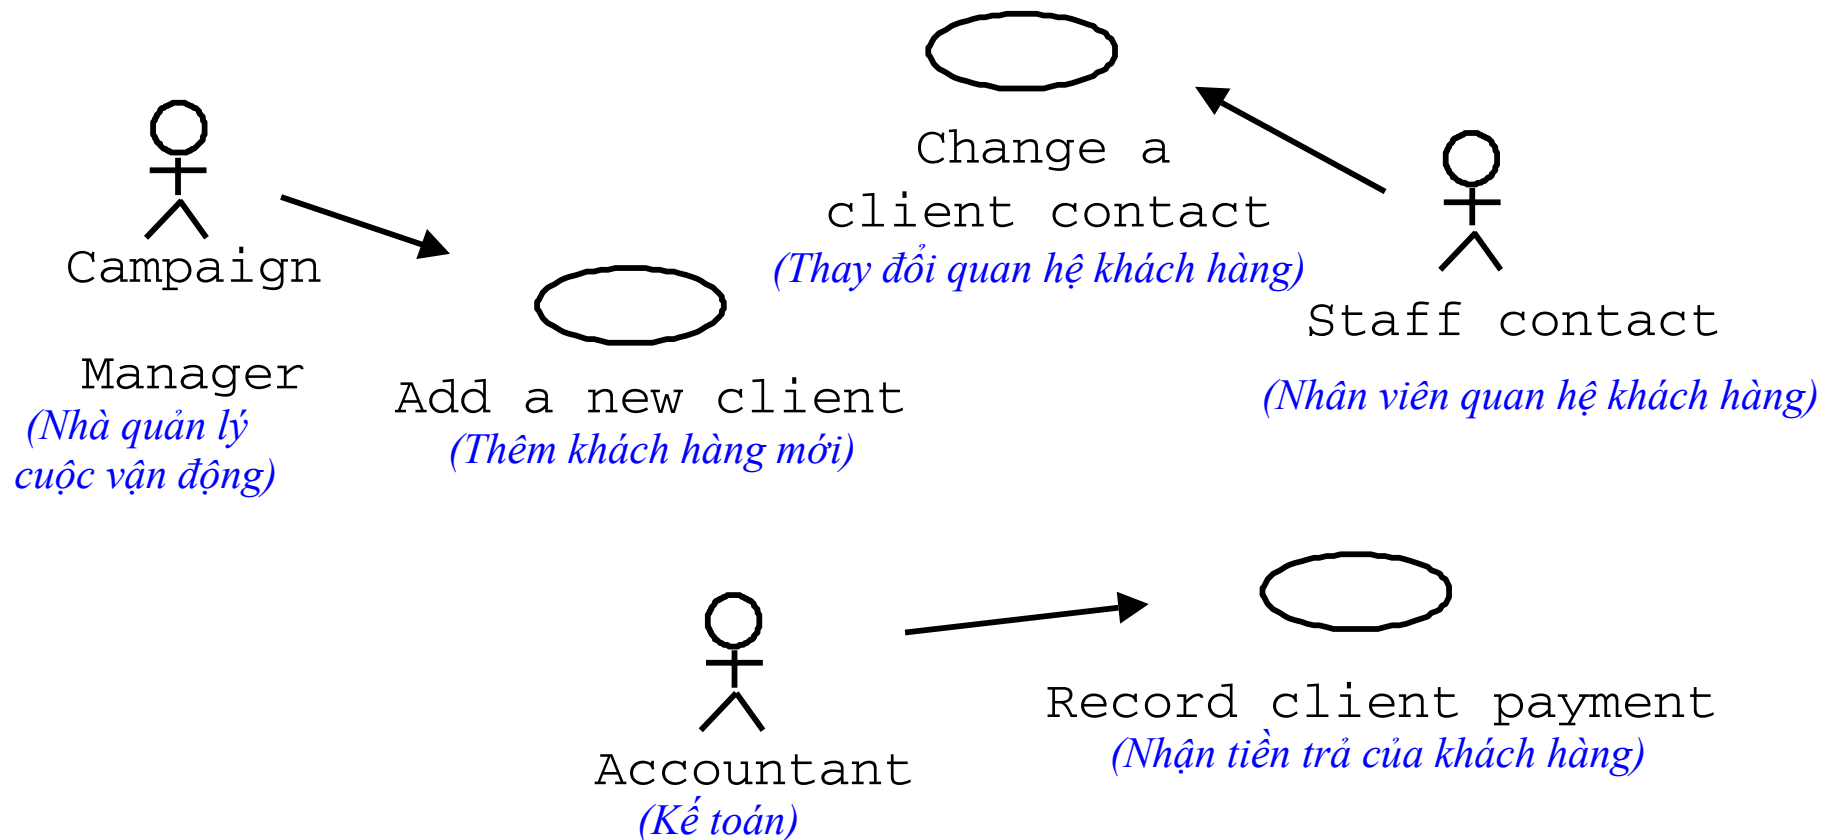 Change a
client contact
(Thay đổi quan hệ khách hàng)
Campaign
Manager
(Nhà quản lý
cuộc vận động)
Add a new client
(Thêm khách hàng mới)
Staff contact
(Nhân viên quan hệ khách hàng)
Accountant
(Kế toán)
Record client payment
(Nhận tiền trả của khách hàng)